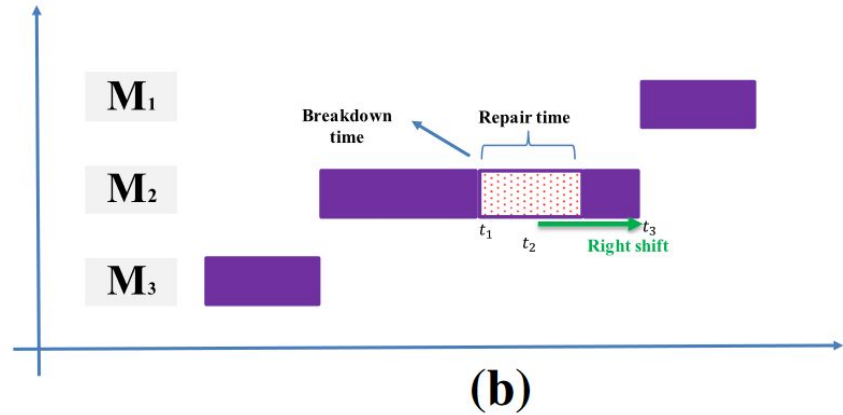 M₁
Breakdown
time
Repair time
M₂
t₁
t₂
t₃
Right shift
M₃
(b)